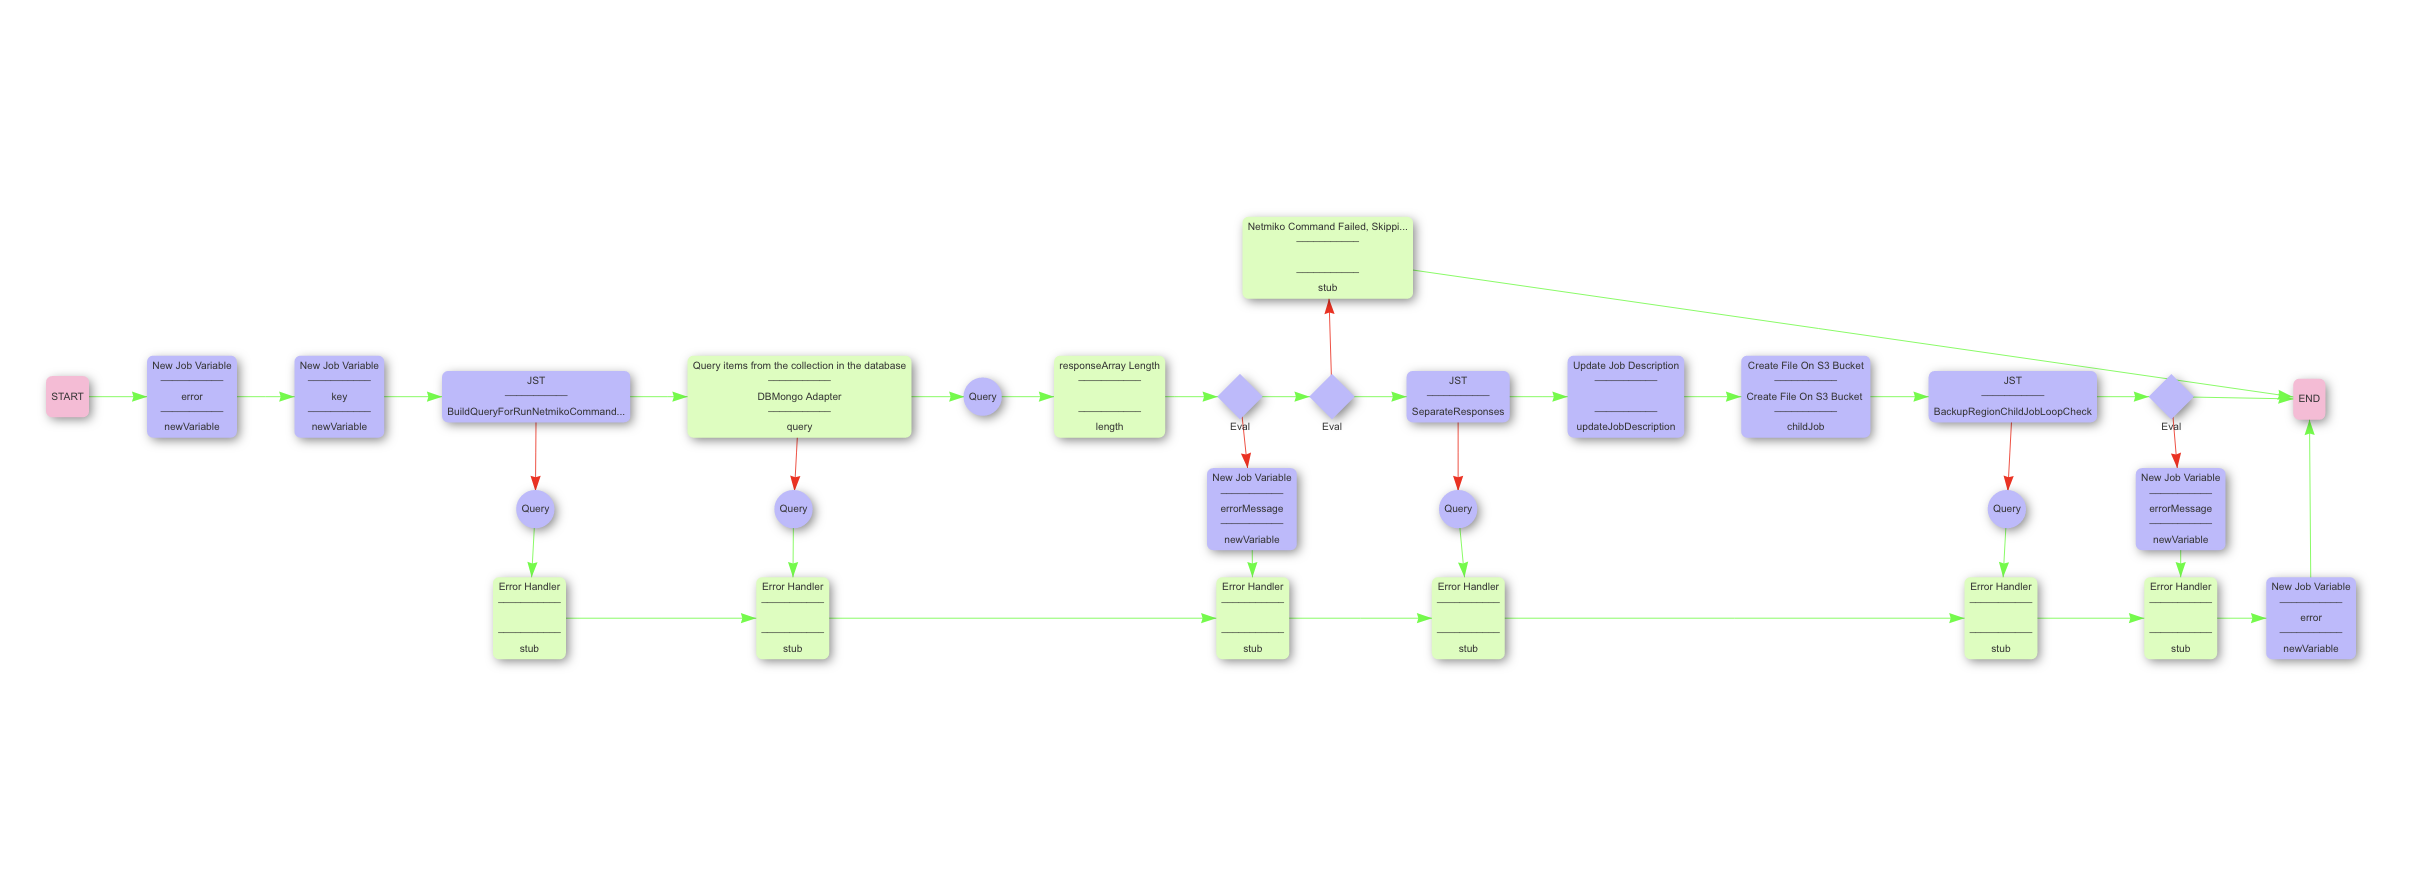 Netmiko Command Failed, Skippi...
stub
START
New Job Variable
error
newVariable
New Job Variable
key
newVariable
JST
BuildQueryForRunNetmikoCommand...
Query items from the collection in the database
DBMongo Adapter
query
Query
responseArray Length
length
Eval
Eval
JST
SeparateResponses
Update Job Description
updateJobDescription
Create File On S3 Bucket
Create File On S3 Bucket
childJob
JST
BackupRegionChildJobLoopCheck
Eval
END
Query
Query
New Job Variable
errorMessage
newVariable
Query
Query
New Job Variable
errorMessage
newVariable
Error Handler
stub
Error Handler
stub
Error Handler
stub
Error Handler
stub
Error Handler
stub
Error Handler
stub
New Job Variable
error
newVariable